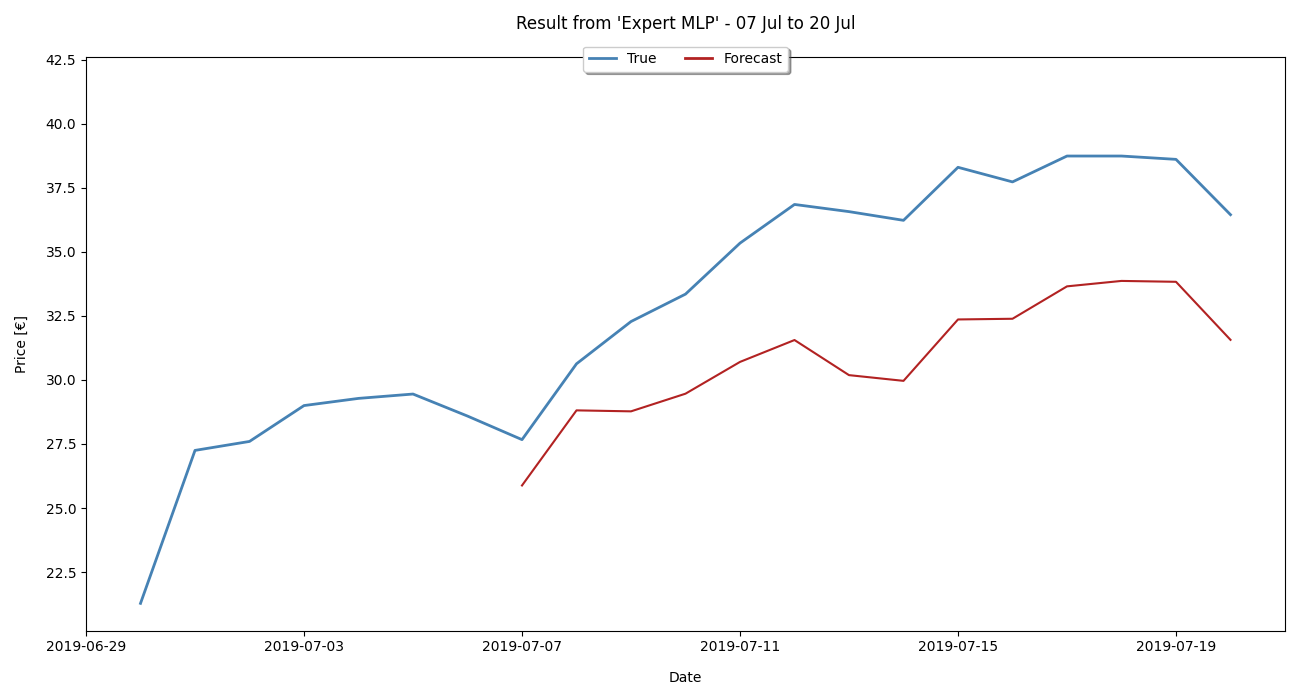 Result from 'Expert MLP' - 07 Jul to 20 Jul
True Forecast
42.5
40.0
37.5
35.0
32.5
30.0
27.5
25.0
22.5
Price [€]
2019-06-29 2019-07-03 2019-07-07 2019-07-11 2019-07-15 2019-07-19
Date